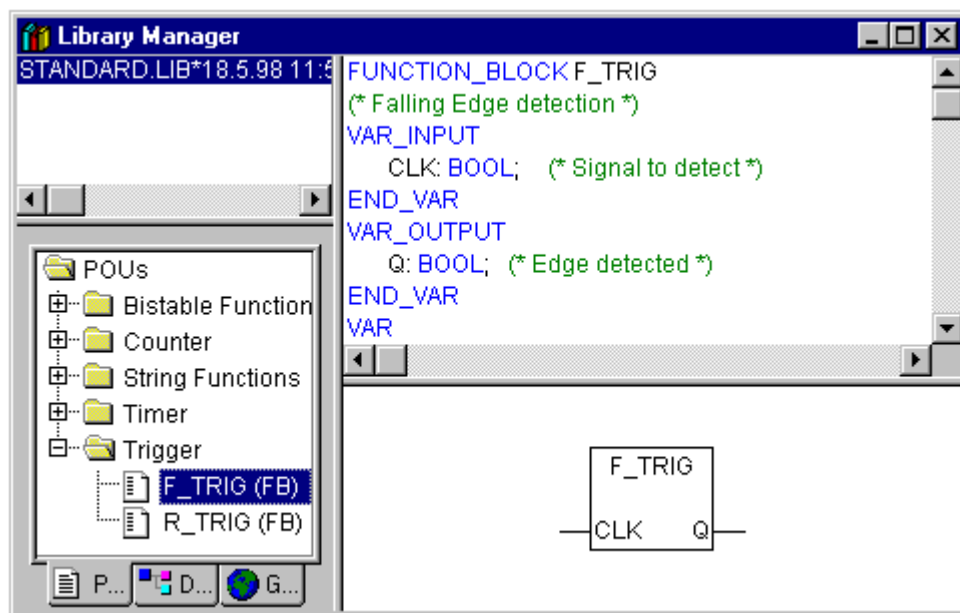 Library Manager
STANDARD.LIB*18.5.98 11:5
FUNCTION_BLOCK F_TRIG
(* Falling Edge detection *)
VAR_INPUT
CLK: BOOL; (* Signal to detect *)
END_VAR
VAR_OUTPUT
Q: BOOL; (* Edge detected *)
END_VAR
VAR
POUs
Bistable Function
Counter
String Functions
Timer
Trigger
F_TRIG (FB)
R_TRIG (FB)
P... D... G...
F_TRIG
CLK Q